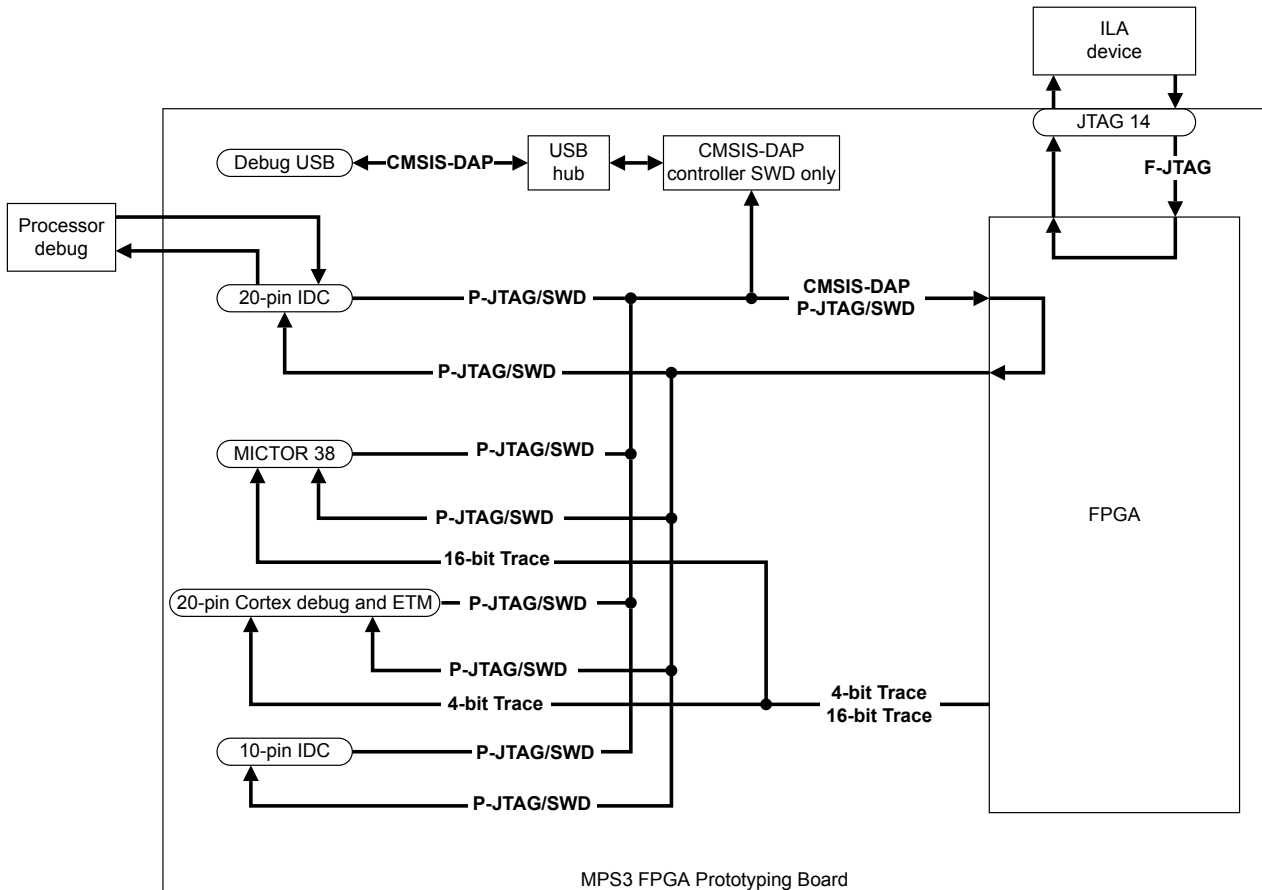 ILA
device
JTAG 14
F-JTAG
Debug USB
CMSIS-DAP
USB
hub
CMSIS-DAP
controller SWD only
Processor
debug
20-pin IDC
P-JTAG/SWD
CMSIS-DAP
P-JTAG/SWD
P-JTAG/SWD
MICTOR 38
P-JTAG/SWD
P-JTAG/SWD
FPGA
16-bit Trace
20-pin Cortex debug and ETM
P-JTAG/SWD
P-JTAG/SWD
4-bit Trace
4-bit Trace
16-bit Trace
10-pin IDC
P-JTAG/SWD
P-JTAG/SWD
MPS3 FPGA Prototyping Board